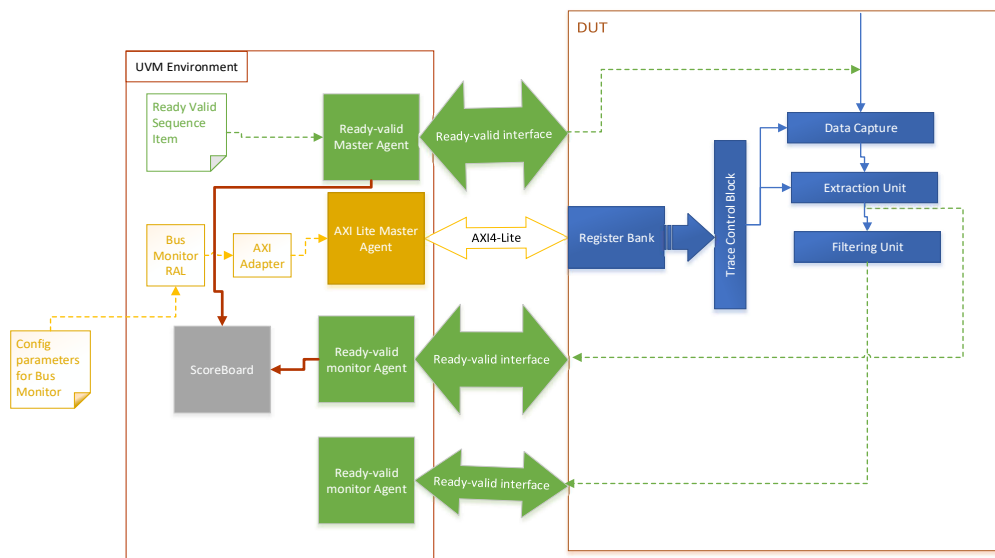 DUT
UVM Environment
Ready Valid
Sequence
Item
Ready-valid
Master Agent
Ready-valid interface
Data Capture
Extraction Unit
Filtering Unit
Trace Control Block
Register Bank
AXI4-Lite
AXI Lite Master
Agent
AXI
Adapter
Bus
Monitor
RAL
Config
parameters
for Bus
Monitor
ScoreBoard
Ready-valid
monitor Agent
Ready-valid interface
Ready-valid
monitor Agent
Ready-valid interface